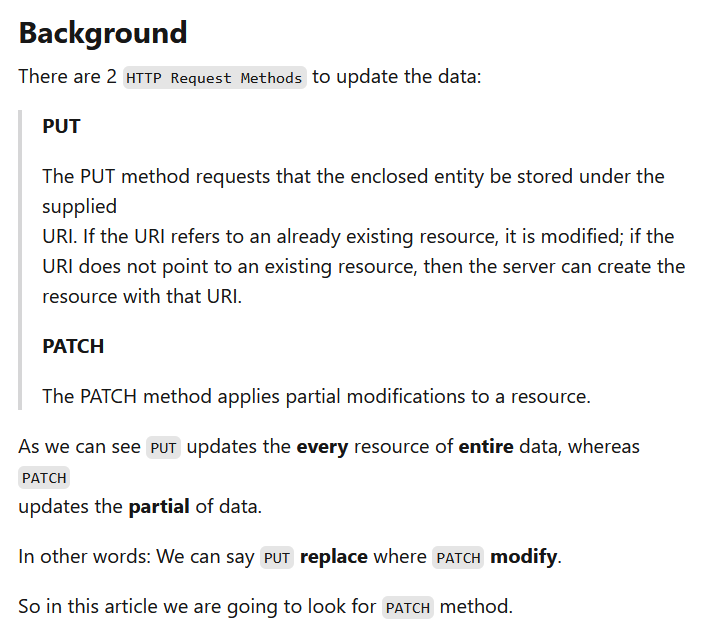 Background
There are 2 HTTP Request Methods to update the data:
PUT
The PUT method requests that the enclosed entity be stored under the
supplied
URI. If the URI refers to an already existing resource, it is modified; if the
URI does not point to an existing resource, then the server can create the
resource with that URI.
PATCH
The PATCH method applies partial modifications to a resource.
As we can see PUT updates the every resource of entire data, whereas
PATCH
updates the partial of data.
In other words: We can say PUT replace where PATCH modify.
So in this article we are going to look for PATCH method.